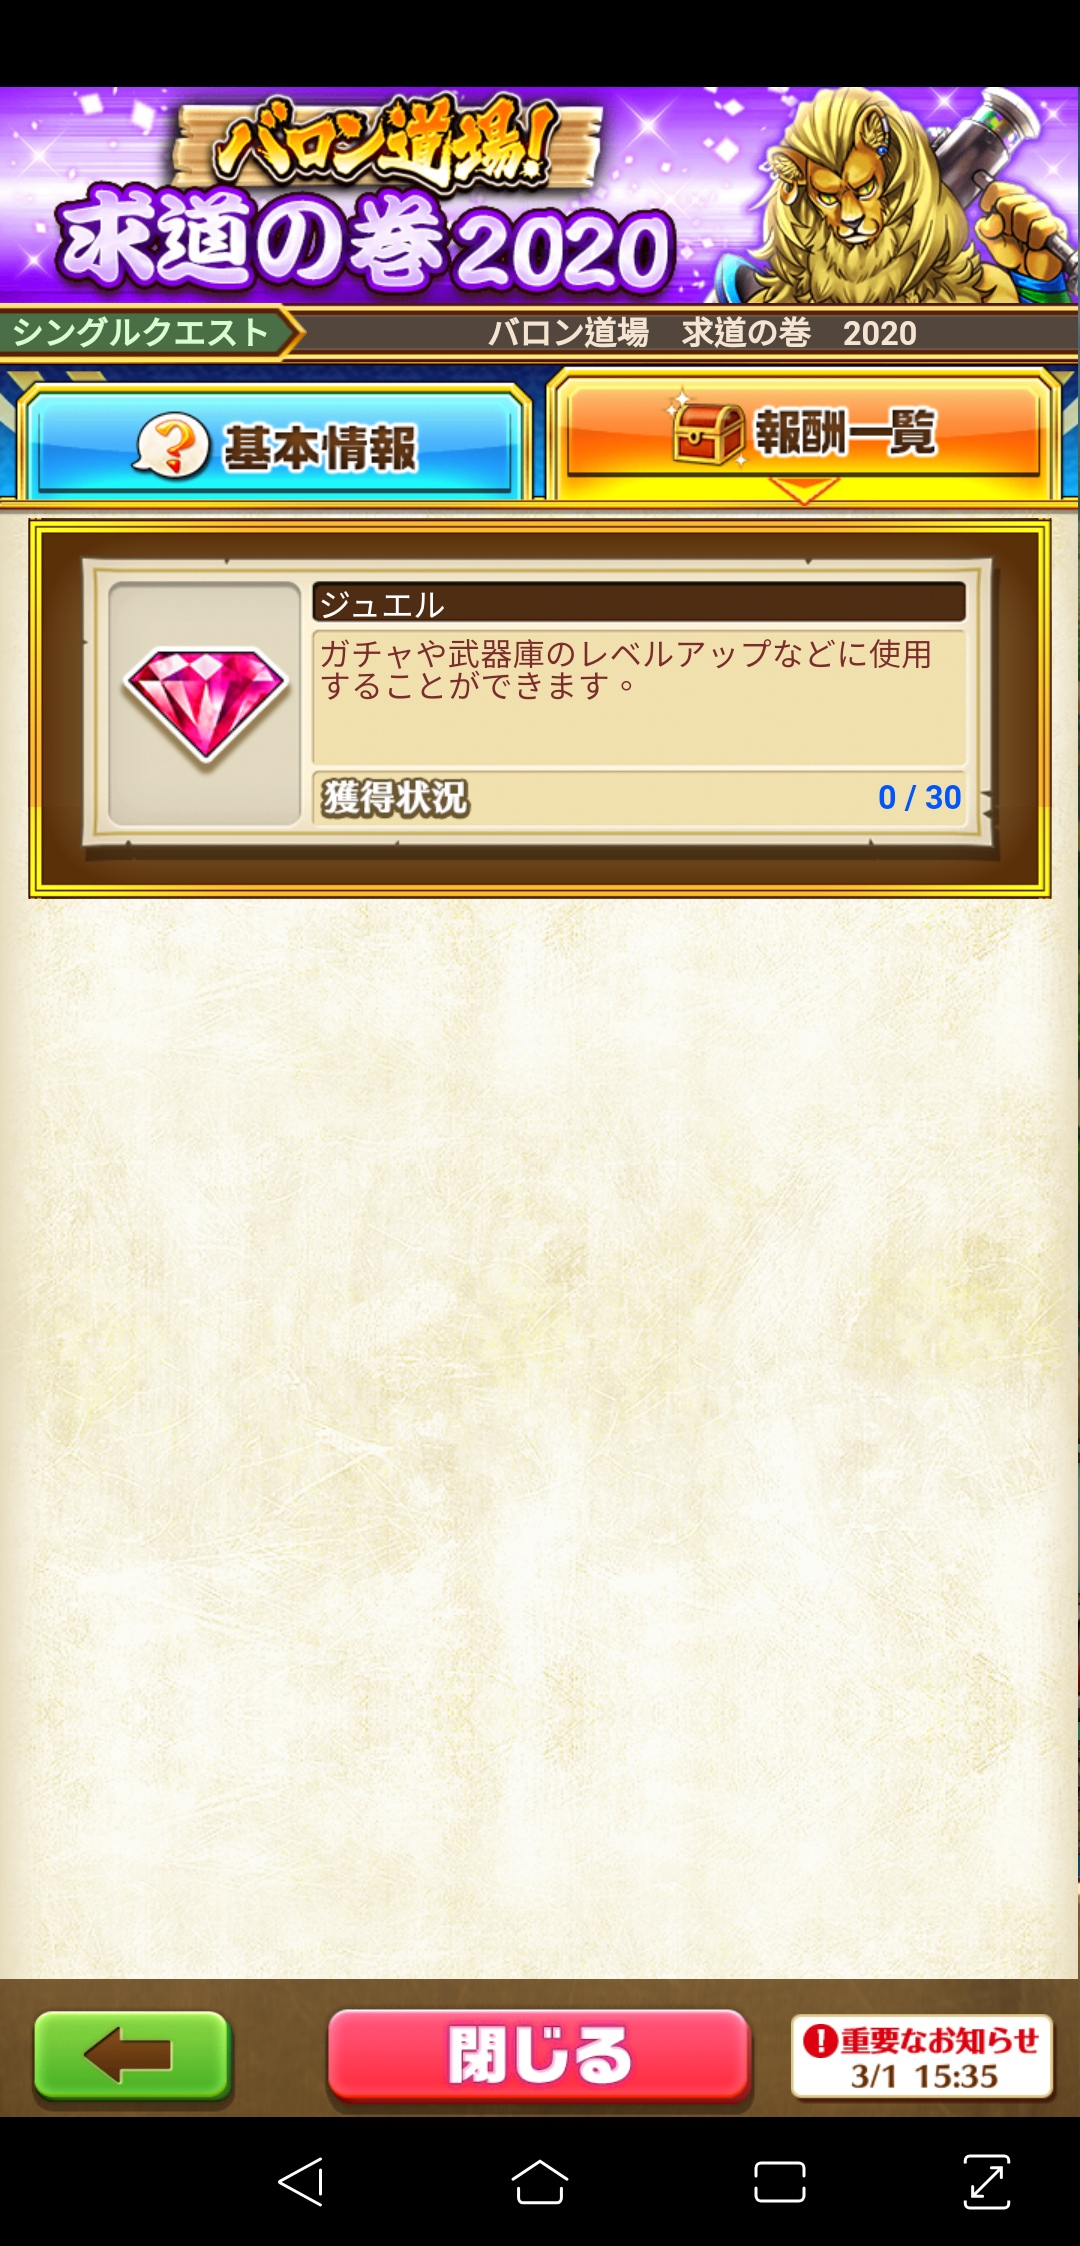 バロン道場!
求道の巻2020
シングルクエスト
バロン道場　求道の巻　2020
基本情報
報酬一覧
ジュエル
ガチャや武器庫のレベルアップなどに使用
することができます。
獲得状況
0 / 30
閉じる
重要なお知らせ
3/1 15:35